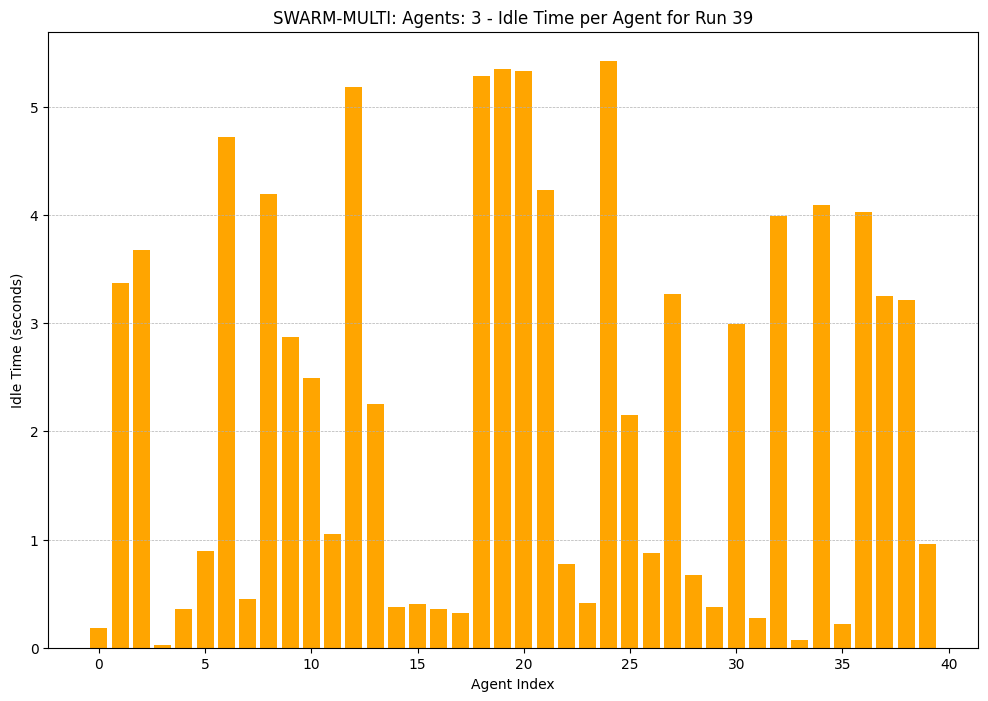 SWARM-MULTI: Agents: 3 - Idle Time per Agent for Run 39
Idle Time (seconds)
5
4
3
2
1
0
0 5 10 15 20 25 30 35 40
Agent Index